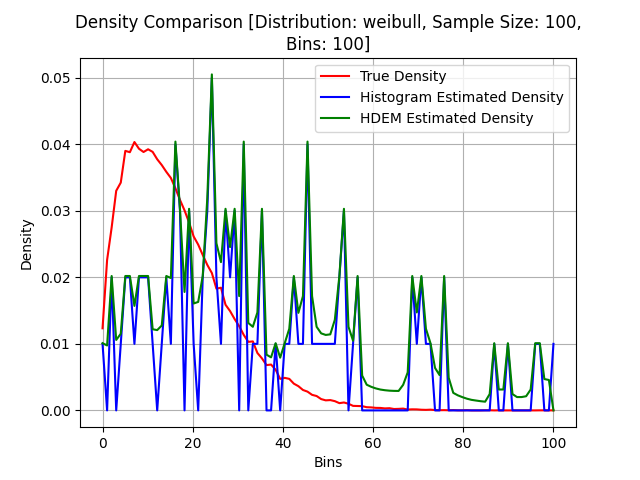 Density Comparison [Distribution: weibull, Sample Size: 100,
Bins: 100]
True Density
Histogram Estimated Density
HDEM Estimated Density
Density
0.05
0.04
0.03
0.02
0.01
0.00
0 20 40 60 80 100
Bins